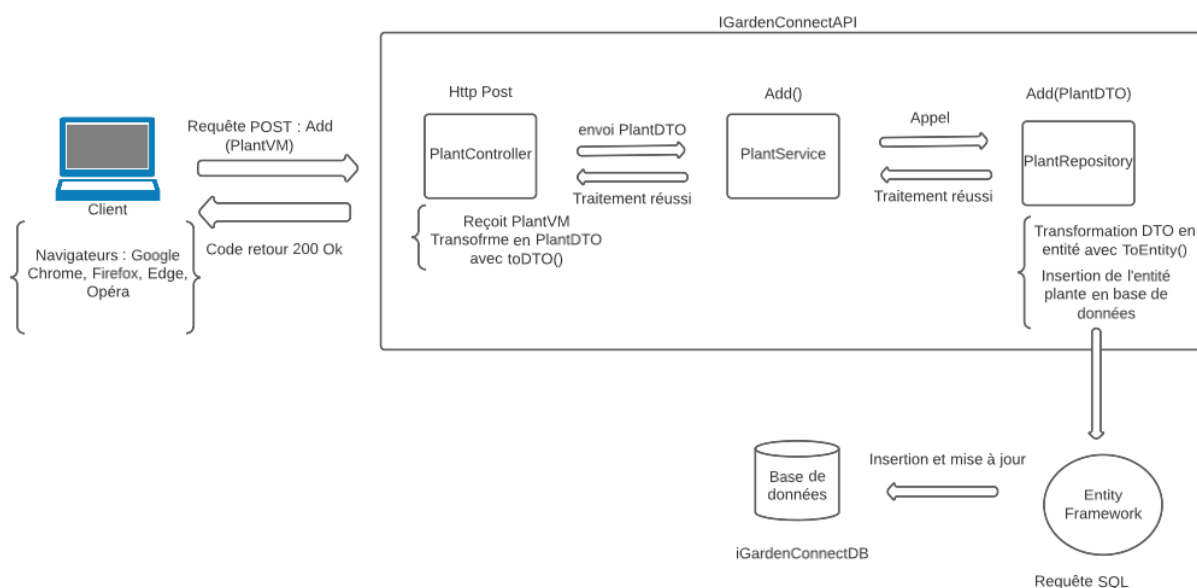 IGardenConnectAPI
Http Post
Add()
Add(PlantDTO)
Requête POST : Add
(PlantVM)
PlantController
envoi PlantDTO
PlantService
Appel
PlantRepository
Traitement réussi
Traitement réussi
Client
Code retour 200 Ok
Navigateurs : Google
Chrome, Firefox, Edge,
Opéra
Reçoit PlantVM
Transofrme en PlantDTO
avec toDTO()
Transformation DTO en
entité avec ToEntity()
Insertion de l'entité
plante en base de
données
Base de
données
iGardenConnectDB
Insertion et mise à jour
Entity
Framework
Requête SQL